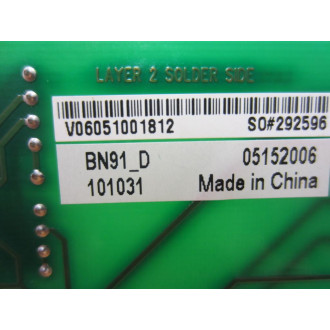 LAYER 2 SOLDER SIDE
V06051001812 SO#292596
BN91_D 05152006
101031 Made in China